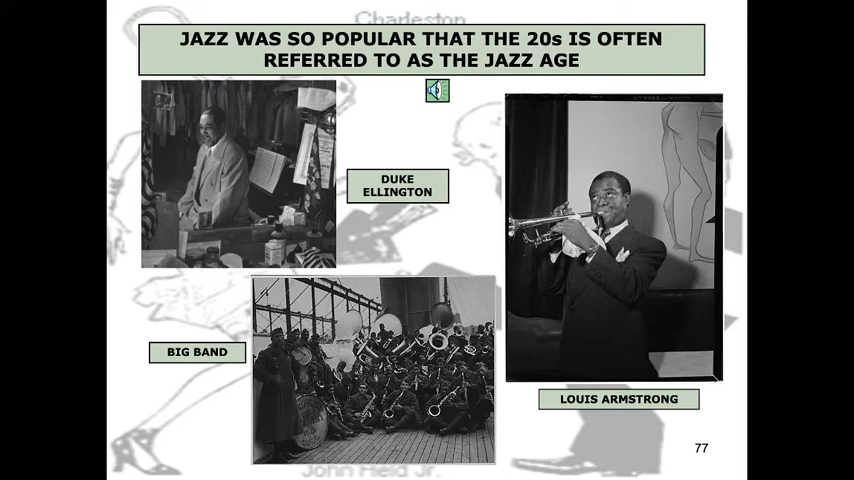 Charleston
JAZZ WAS SO POPULAR THAT THE 20s IS OFTEN
REFERRED TO AS THE JAZZ AGE
DUKE
ELLINGTON
BIG BAND
LOUIS ARMSTRONG
77
John Held Jr.